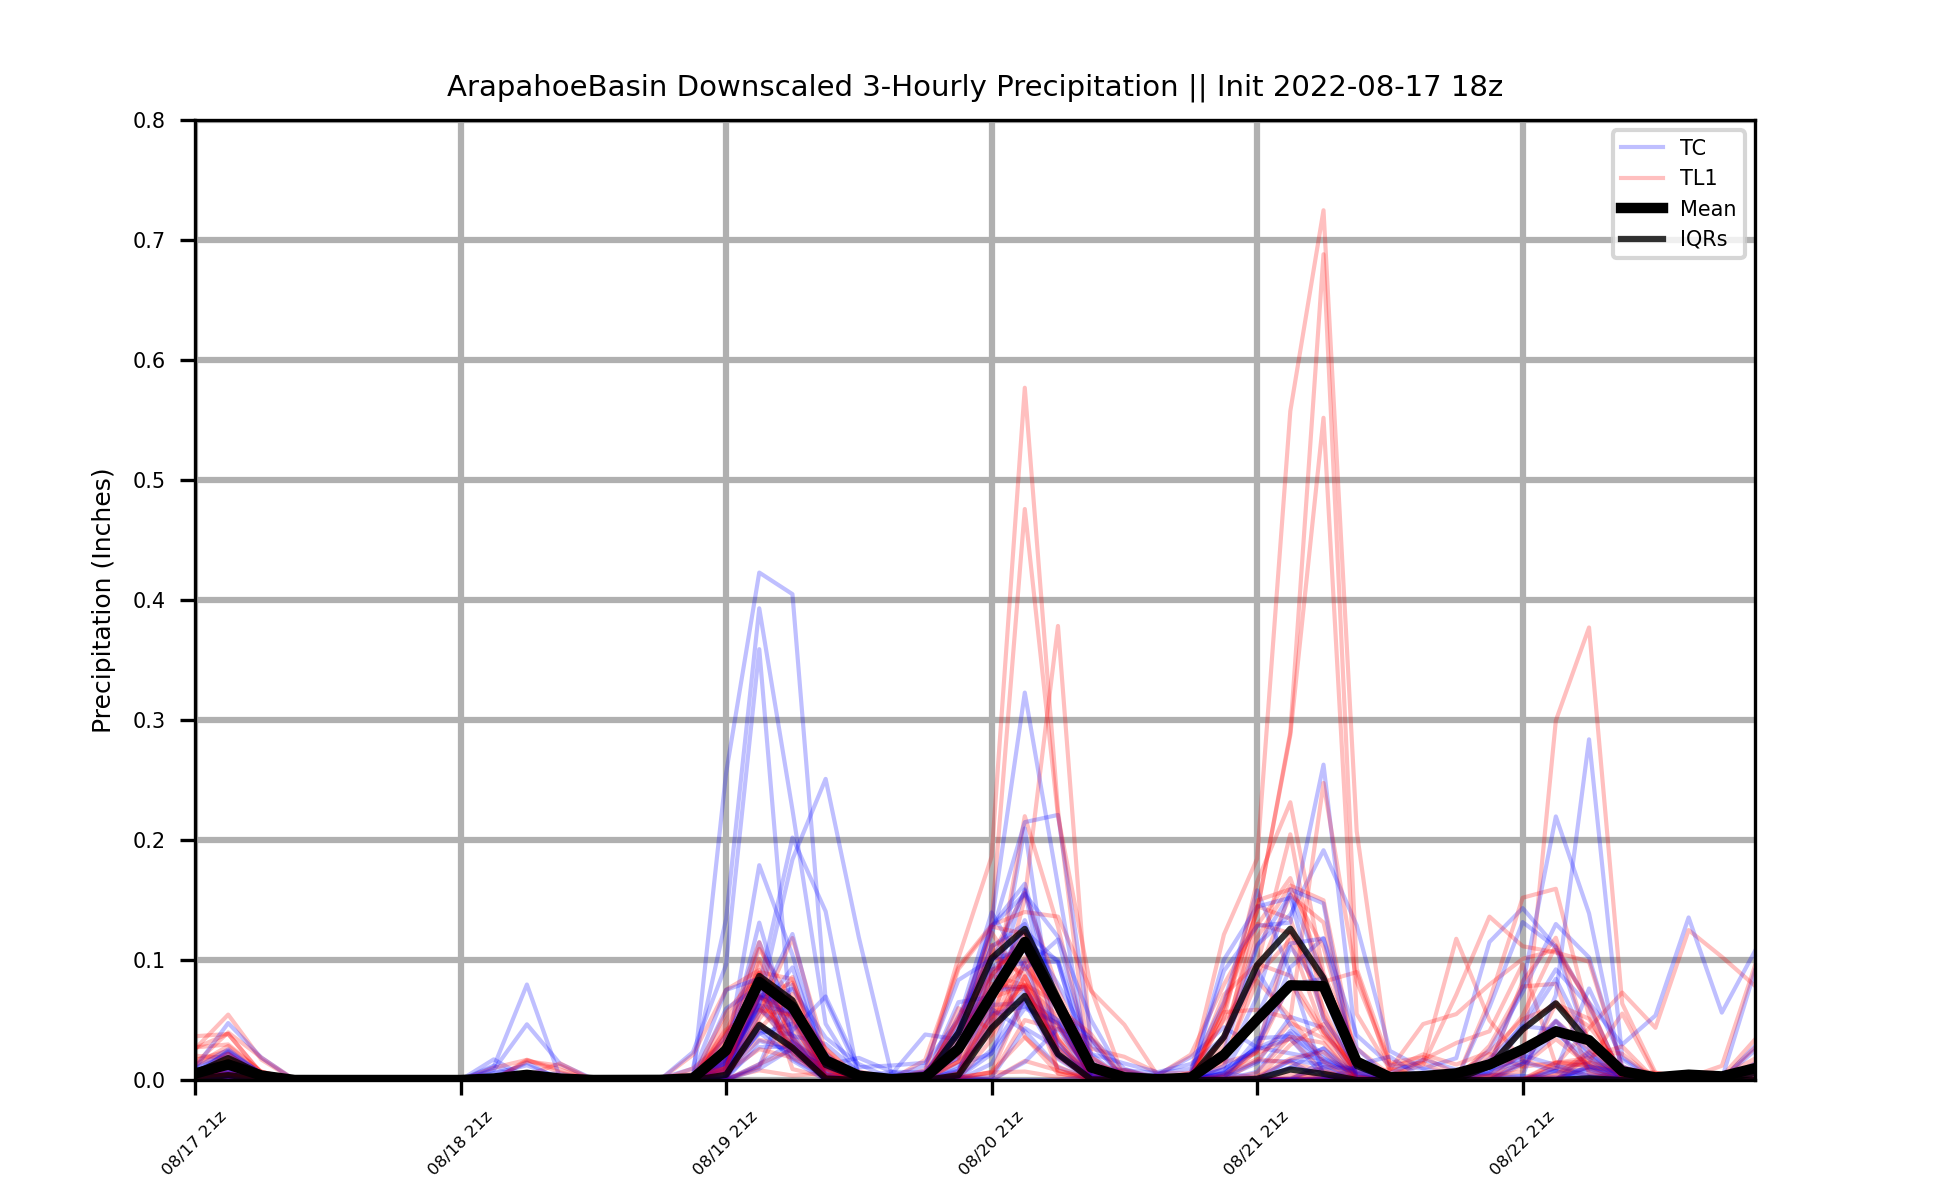 ArapahoeBasin Downscaled 3-Hourly Precipitation || Init 2022-08-17 18z
Precipitation (Inches)
0.8
0.7
0.6
0.5
0.4
0.3
0.2
0.1
0.0
TC
TL1
Mean
IQRs
08/17 21z
08/18 21z
08/19 21z
08/20 21z
08/21 21z
08/22 21z